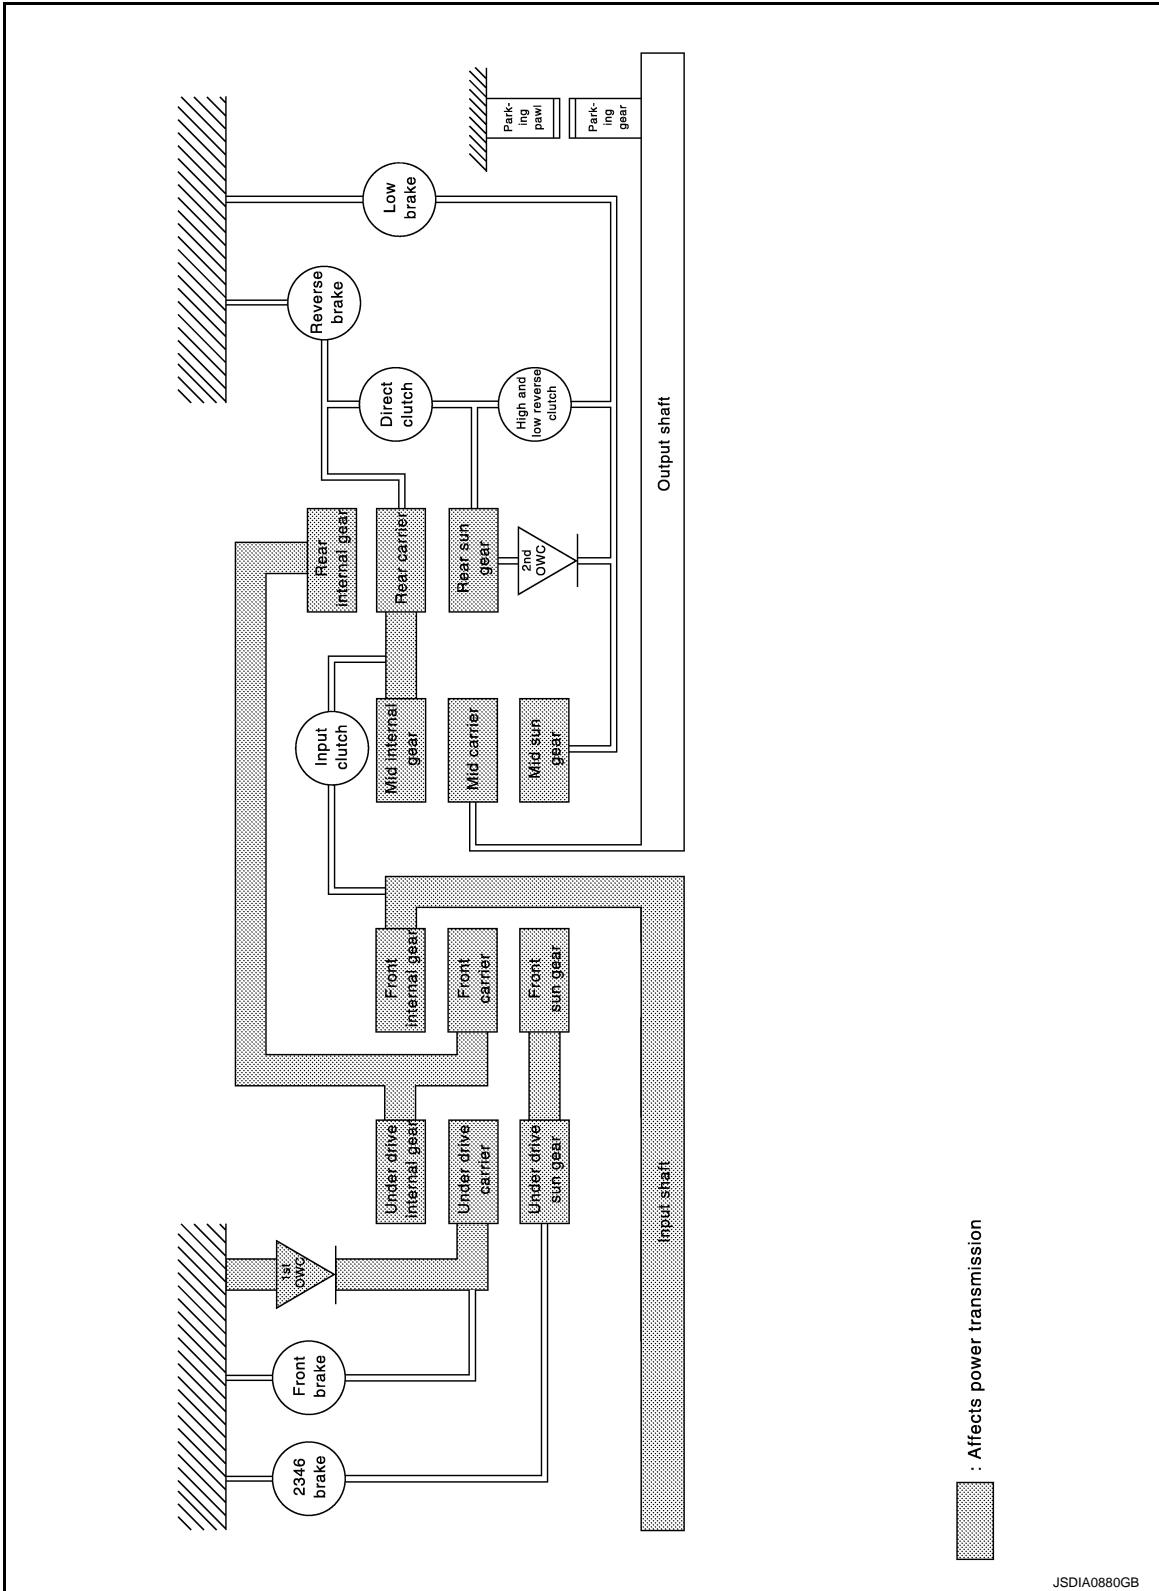 Park-
ing
pawl
Park-
ing
gear
Low
brake
Reverse
brake
Direct
clutch
High and
low reverse
clutch
Output shaft
Rear
internal gear
Rear carrier
Rear sun
gear
2nd
OWC
Input
clutch
Mid internal
gear
Mid carrier
Mid sun
gear
Front
internal gear
Front
carrier
Front
sun gear
Under drive
internal gear
Under drive
carrier
Under drive
sun gear
Input shaft
1st
OWC
Front
brake
2346
brake
: Affects power transmission
JSDIA0880GB